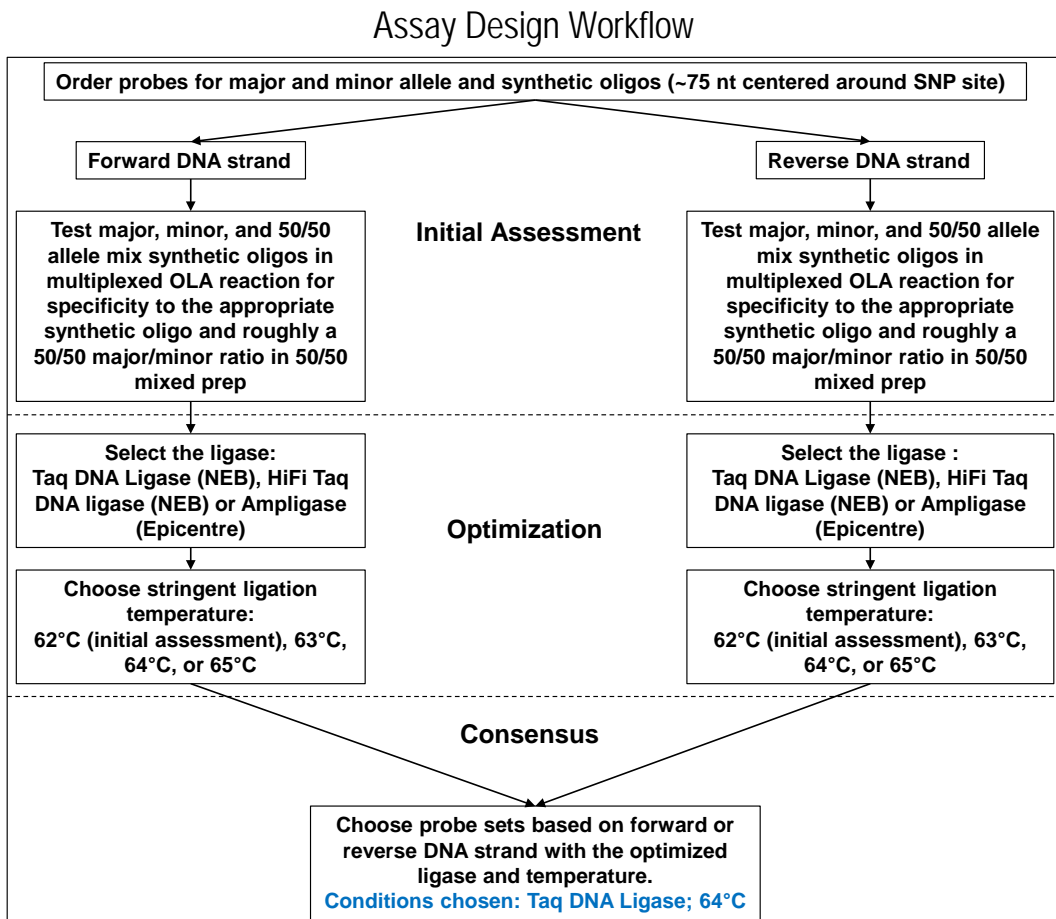 Assay Design Workflow
Order probes for major and minor allele and synthetic oligos (~75 nt centered around SNP site)
Forward DNA strand
Reverse DNA strand
Test major, minor, and 50/50
allele mix synthetic oligos in
multiplexed OLA reaction for
specificity to the appropriate
synthetic oligo and roughly a
50/50 major/minor ratio in 50/50
mixed prep
Initial Assessment
Test major, minor, and 50/50 allele
mix synthetic oligos in
multiplexed OLA reaction for
specificity to the appropriate
synthetic oligo and roughly a
50/50 major/minor ratio in 50/50
mixed prep
Select the ligase:
Taq DNA Ligase (NEB), HiFi Taq
DNA ligase (NEB) or Ampligase
(Epicentre)
Optimization
Select the ligase :
Taq DNA Ligase (NEB), HiFi Taq
DNA ligase (NEB) or Ampligase
(Epicentre)
Choose stringent ligation
temperature:
62°C (initial assessment), 63°C,
64°C, or 65°C
Choose stringent ligation
temperature:
62°C (initial assessment), 63°C,
64°C, or 65°C
Consensus
Choose probe sets based on forward or
reverse DNA strand with the optimized
ligase and temperature.
Conditions chosen: Taq DNA Ligase; 64°C